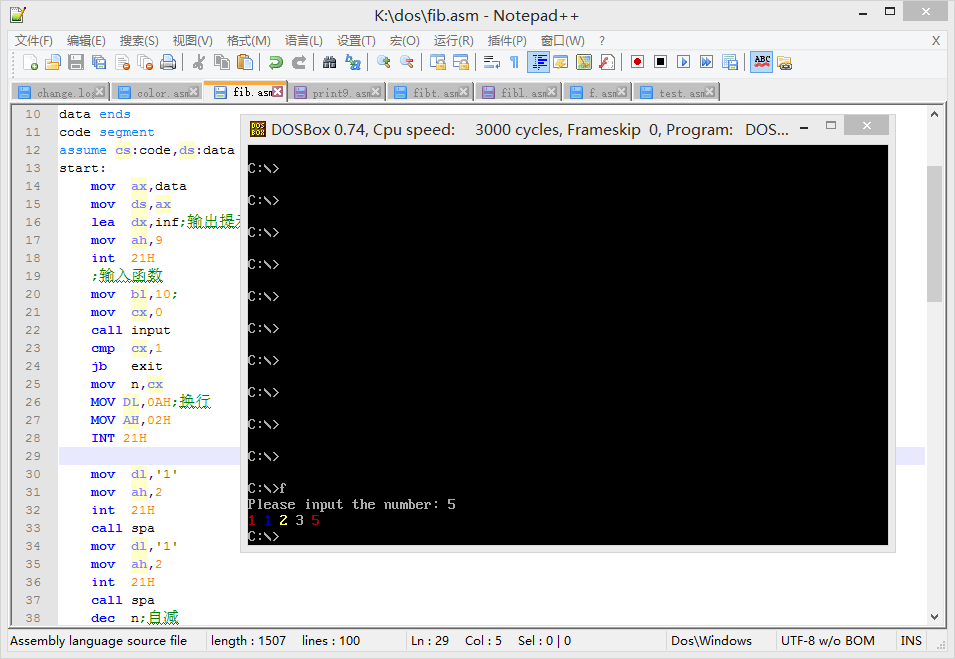 K:\dos\fib.asm - Notepad++
文件(F) 编辑(E) 搜索(S) 视图(V) 格式(M) 语言(L) 设置(T) 宏(O) 运行(R) 插件(P) 窗口(W) ? X
change.log color.asm fib.asm print9.asm fibt.asm fibl.asm f.asm test.asm
10 data ends
11 code segment
12 assume cs:code,ds:data
13 start:
14 mov ax,data
15 mov ds,ax
16 lea dx,inf;输出提示
17 mov ah,9
18 int 21H
19 ;输入函数
20 mov bl,10;
21 mov cx,0
22 call input
23 cmp cx,1
24 jb exit
25 mov n,cx
26 MOV DL,0AH;换行
27 MOV AH,02H
28 INT 21H
29
30 mov dl,'1'
31 mov ah,2
32 int 21H
33 call spa
34 mov dl,'1'
35 mov ah,2
36 int 21H
37 call spa
38 dec n;自减
DOSBox 0.74, Cpu speed: 3000 cycles, Frameskip 0, Program: DOS...
C:\>
C:\>
C:\>
C:\>
C:\>
C:\>
C:\>
C:\>
C:\>
C:\>
C:\>f
Please input the number: 5
1 1 2 3 5
C:\>
Assembly language source file length : 1507 lines : 100 Ln : 29 Col : 5 Sel : 0 | 0 Dos\Windows UTF-8 w/o BOM INS